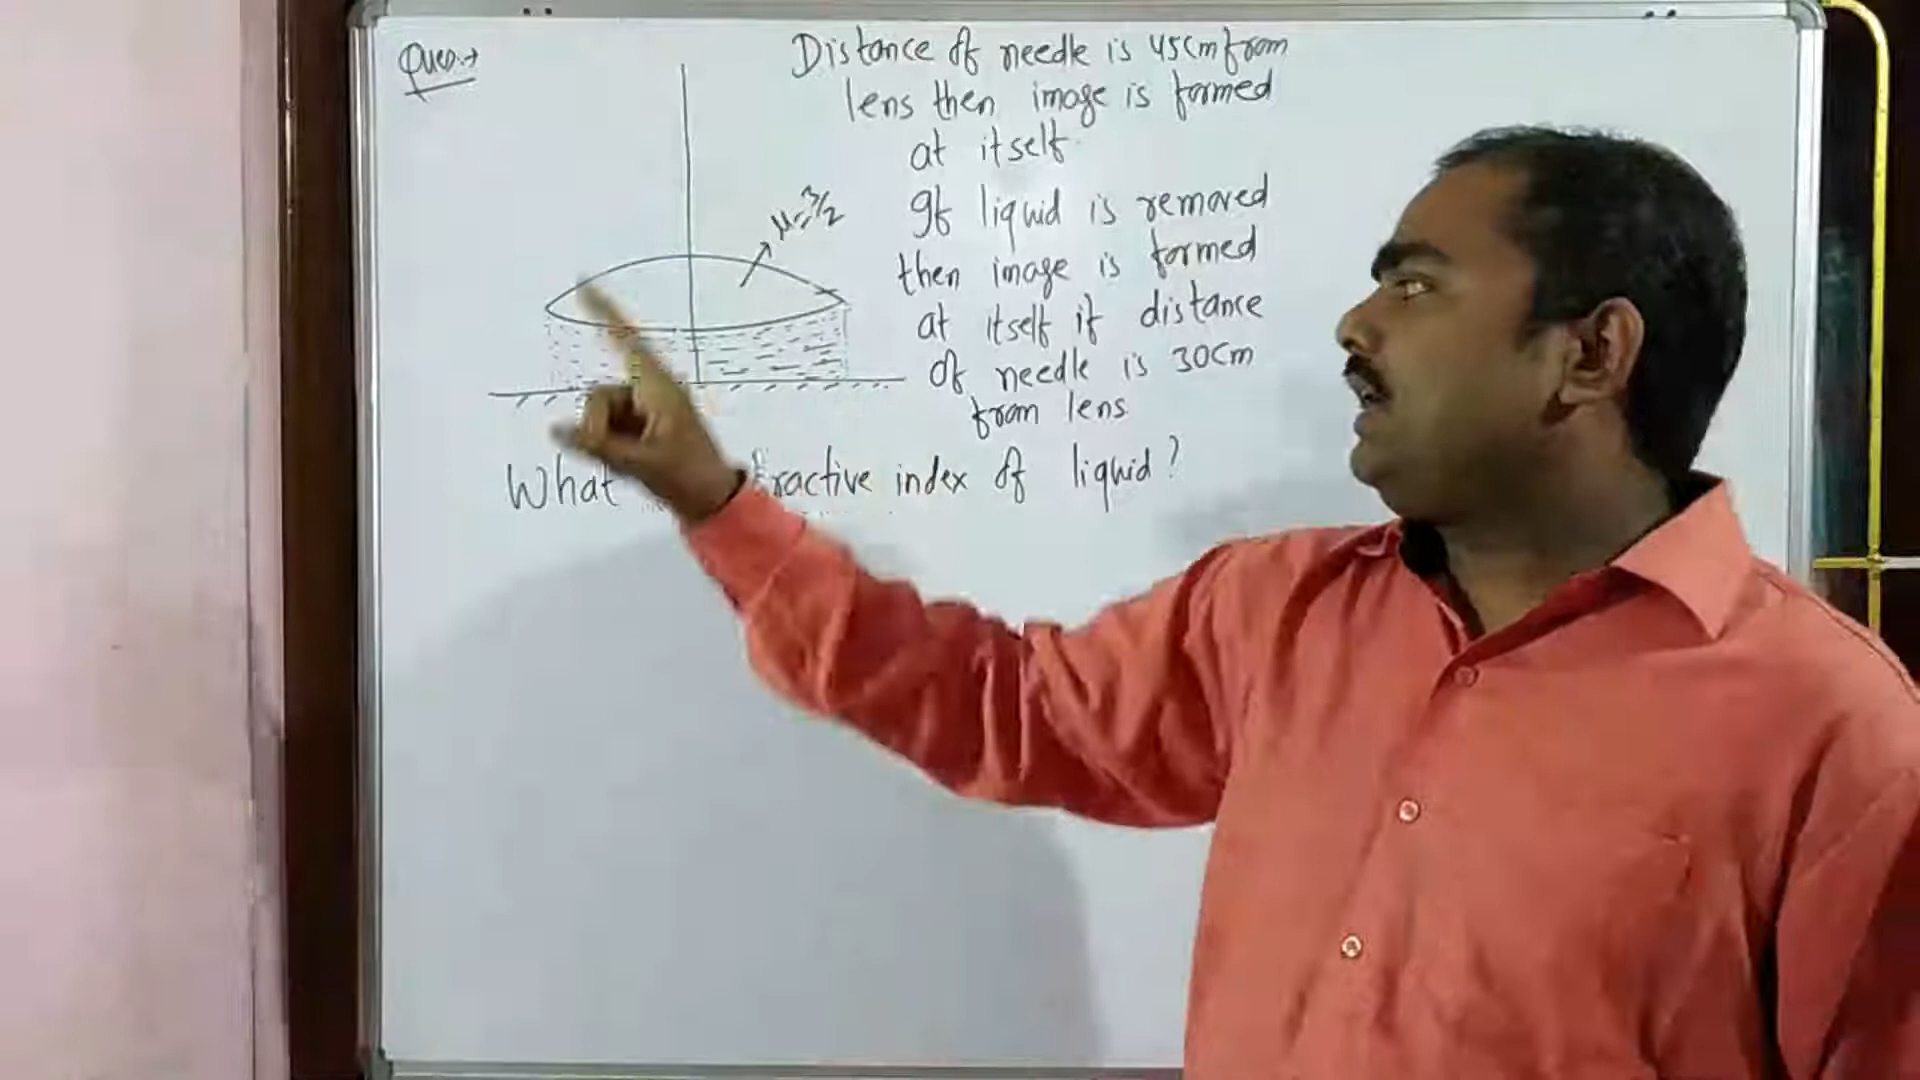 Ques:→
Distance of needle is 45cm from
lens then image is formed
at itself.
μ=3/2
If liquid is removed
then image is formed
at itself if distance
of needle is 30cm
from lens
What ractive index of liquid?